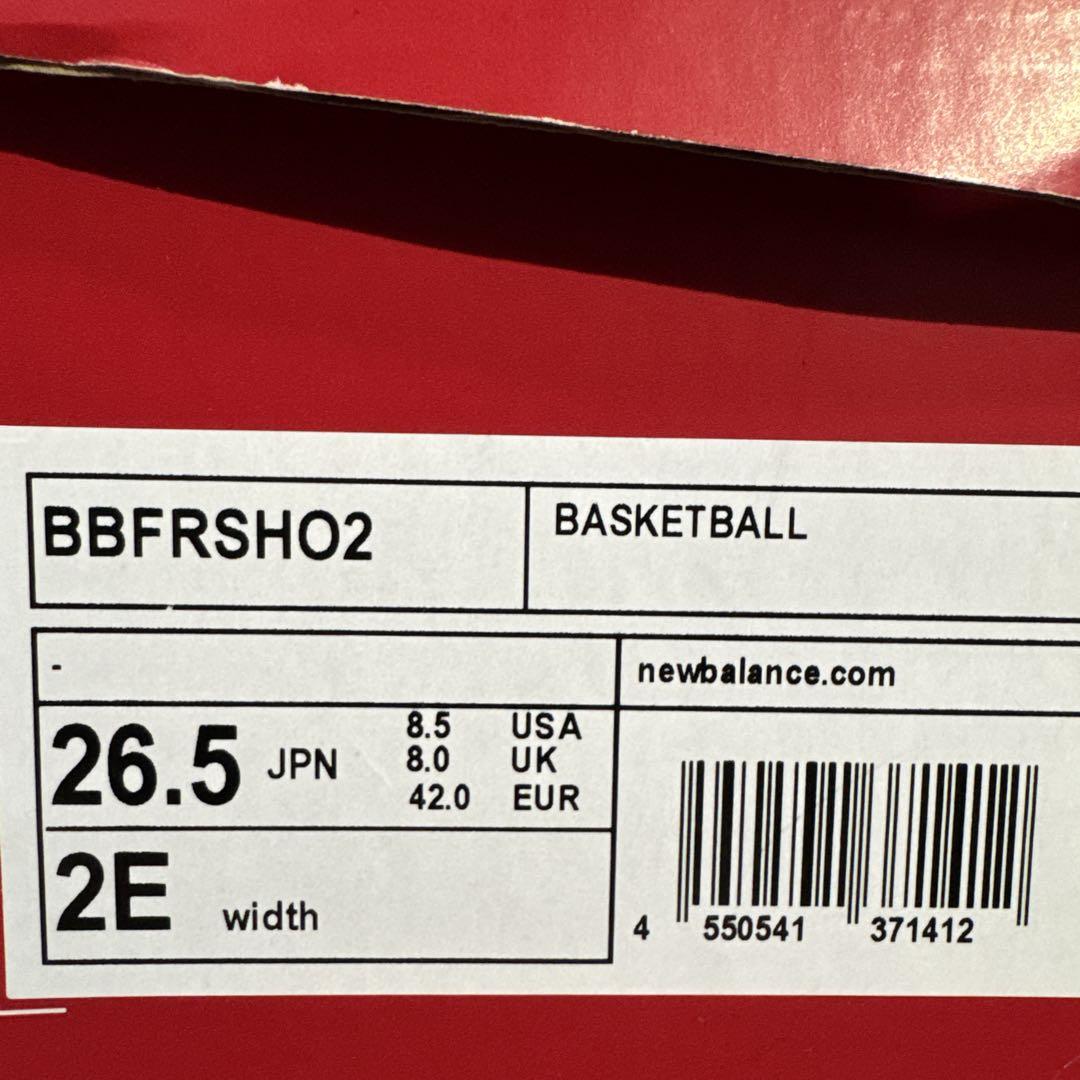 BBFRSHO2
BASKETBALL
-
newbalance.com
26.5 JPN
8.5 USA
8.0 UK
42.0 EUR
2E width
4 550541 371412